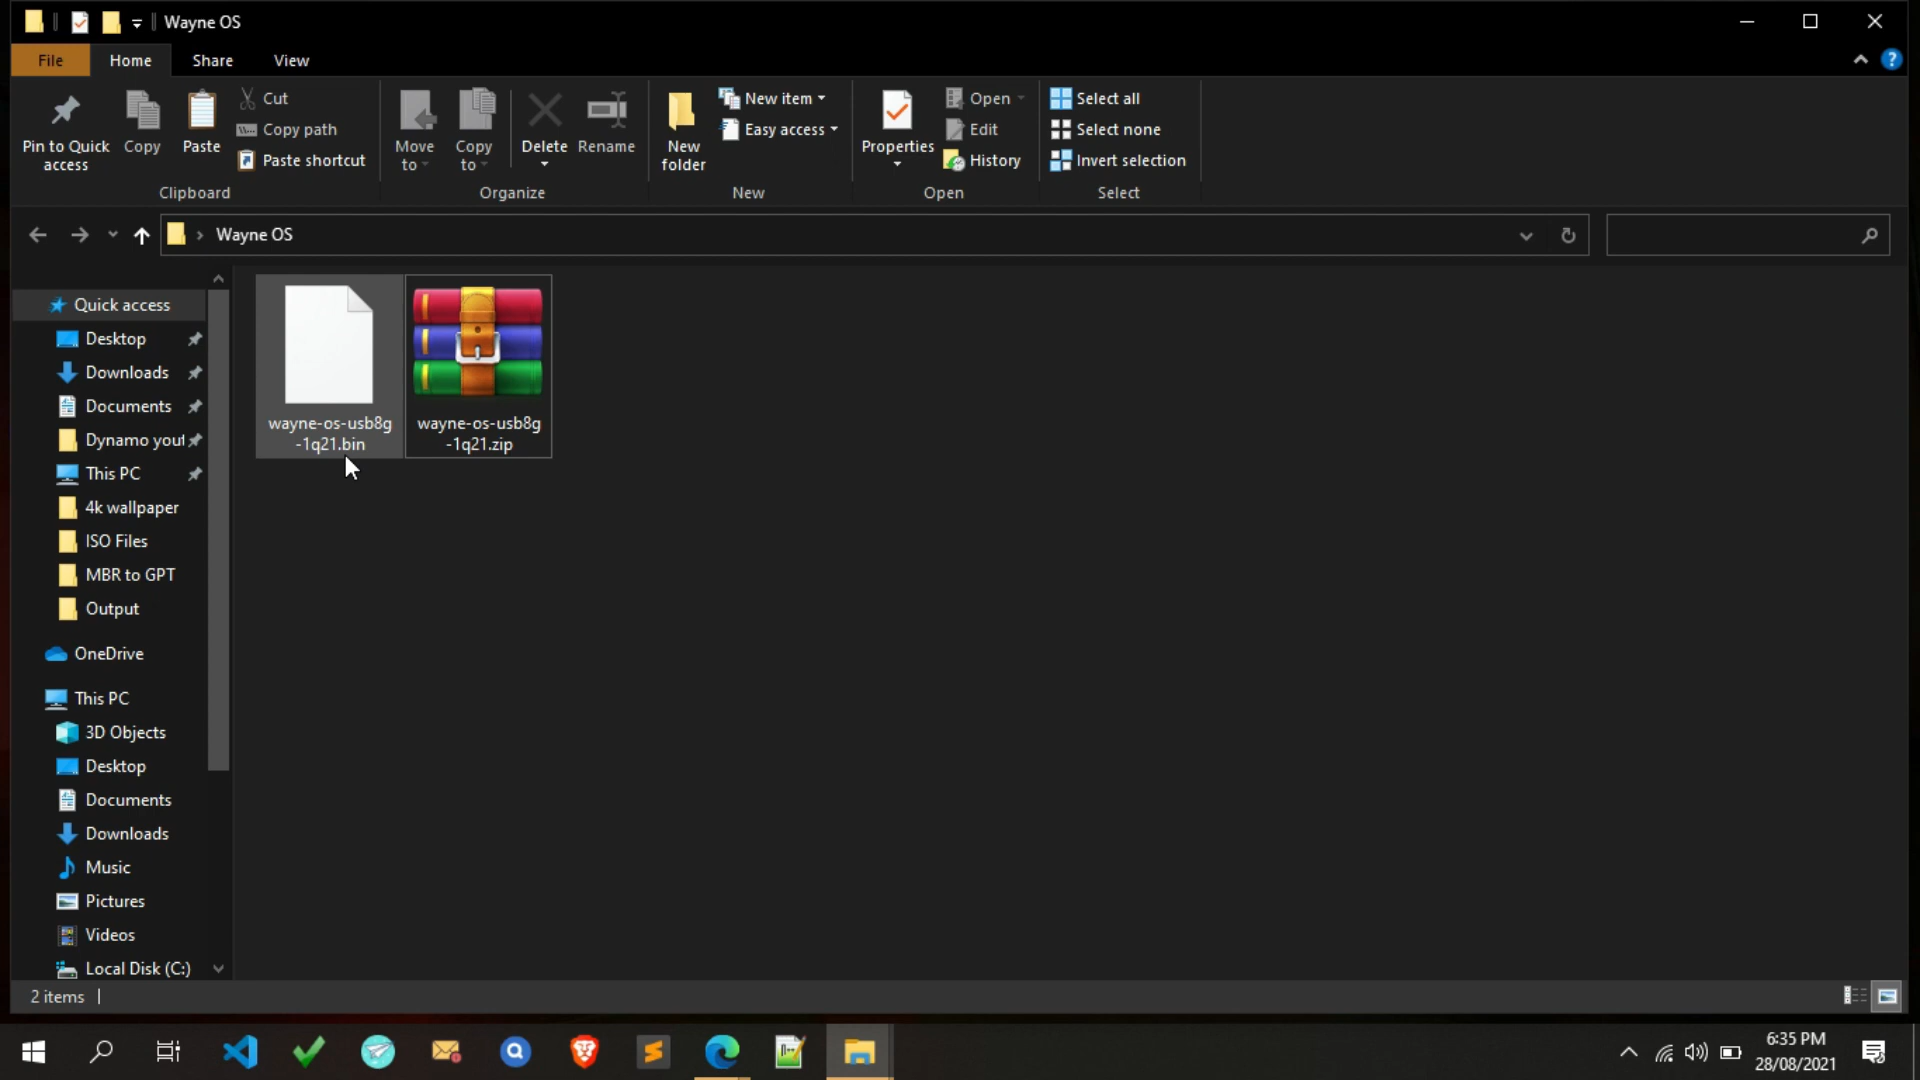 Wayne OS
File
Home
Share
View
Pin to Quick
access
Copy
Paste
Cut
Copy path
Paste shortcut
Clipboard
Move
to
Copy
to
Delete
Rename
Organize
New
folder
New item
Easy access
New
Properties
Open
Edit
History
Open
Select all
Select none
Invert selection
Select
Wayne OS
Quick access
Desktop
Downloads
Documents
Dynamo yout
This PC
4k wallpaper
ISO Files
MBR to GPT
Output
OneDrive
This PC
3D Objects
Desktop
Documents
Downloads
Music
Pictures
Videos
Local Disk (C:)
wayne-os-usb8g
-1q21.bin
wayne-os-usb8g
-1q21.zip
2 items
6:35 PM
28/08/2021